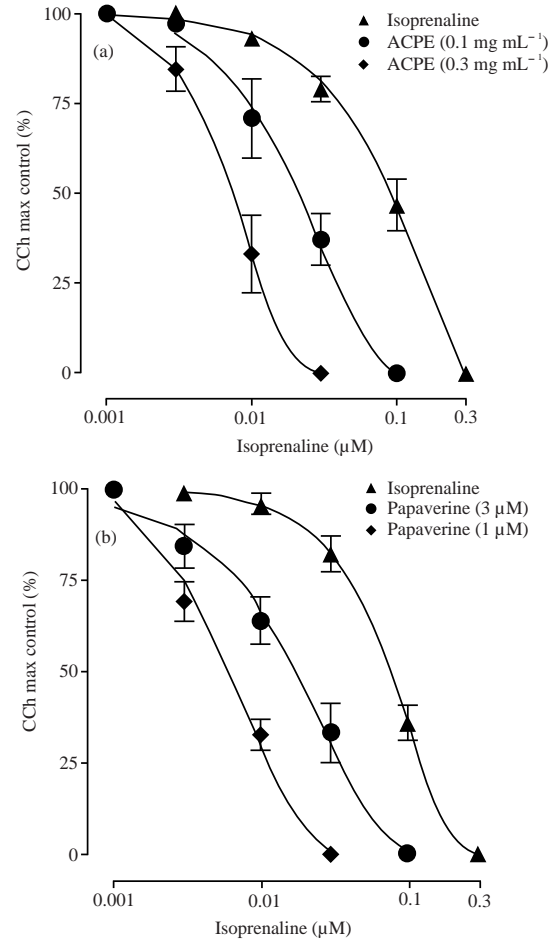 100
75
50
25
0
CCh max control (%)
(a)
Isoprenaline
ACPE (0.1 mg mL⁻¹)
ACPE (0.3 mg mL⁻¹)
0.001
0.01
0.1
0.3
Isoprenaline (µM)
100
75
50
25
0
CCh max control (%)
(b)
Isoprenaline
Papaverine (3 µM)
Papaverine (1 µM)
0.001
0.01
0.1
0.3
Isoprenaline (µM)